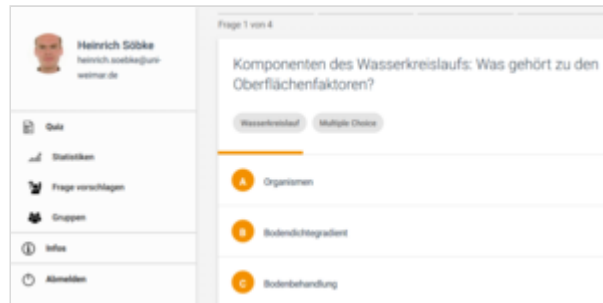 Heinrich Söbke
heinrich.soebke@uni-
weimar.de
Quiz
Statistiken
Frage vorschlagen
Gruppen
Infos
Abmelden
Frage 1 von 4
Komponenten des Wasserkreislaufs: Was gehört zu den
Oberflächenfaktoren?
Wasserkreislauf Multiple Choice
A Organismen
B Bodendichtegradient
C Bodenbehandlung